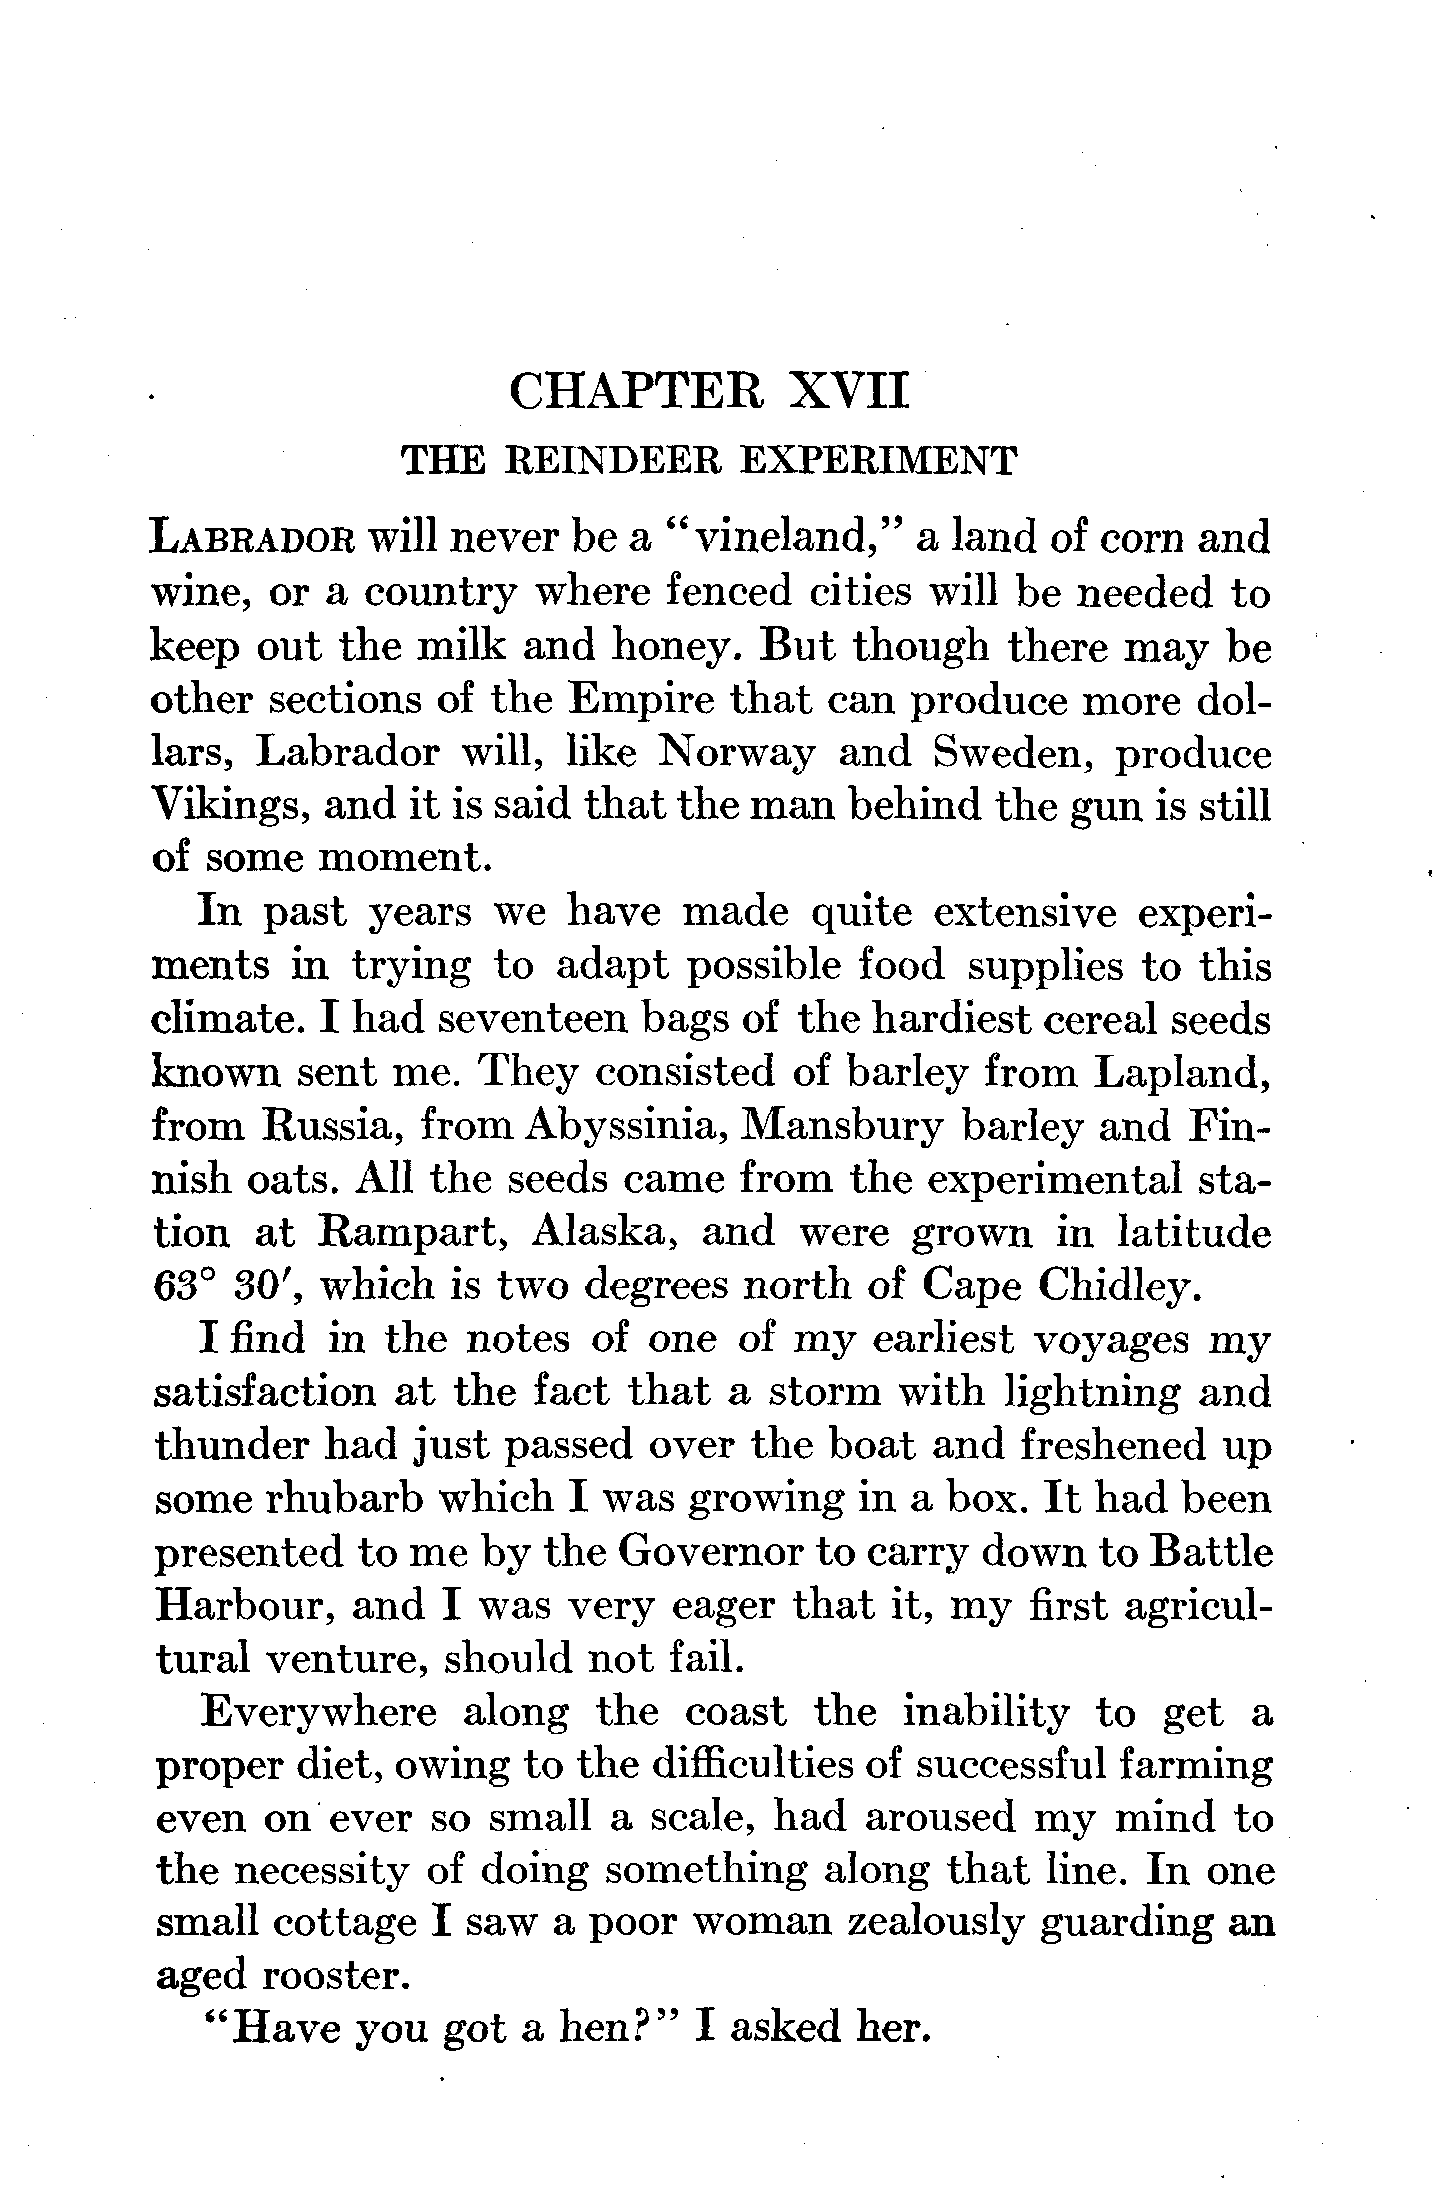 CHAPTER XVII
THE REINDEER EXPERIMENT
LABRADOR will never be a “vineland,” a land of corn and
wine, or a country where fenced cities will be needed to
keep out the milk and honey. But though there may be
other sections of the Empire that can produce more dol-
lars, Labrador will, like Norway and Sweden, produce
Vikings, and it is said that the man behind the gun is still
of some moment.
In past years we have made quite extensive experi-
ments in trying to adapt possible food supplies to this
climate. I had seventeen bags of the hardiest cereal seeds
known sent me. They consisted of barley from Lapland,
from Russia, from Abyssinia, Mansbury barley and Fin-
nish oats. All the seeds came from the experimental sta-
tion at Rampart, Alaska, and were grown in latitude
63° 30′, which is two degrees north of Cape Chidley.
I find in the notes of one of my earliest voyages my
satisfaction at the fact that a storm with lightning and
thunder had just passed over the boat and freshened up
some rhubarb which I was growing in a box. It had been
presented to me by the Governor to carry down to Battle
Harbour, and I was very eager that it, my first agricul-
tural venture, should not fail.
Everywhere along the coast the inability to get a
proper diet, owing to the difficulties of successful farming
even on ever so small a scale, had aroused my mind to
the necessity of doing something along that line. In one
small cottage I saw a poor woman zealously guarding an
aged rooster.
“Have you got a hen?” I asked her.